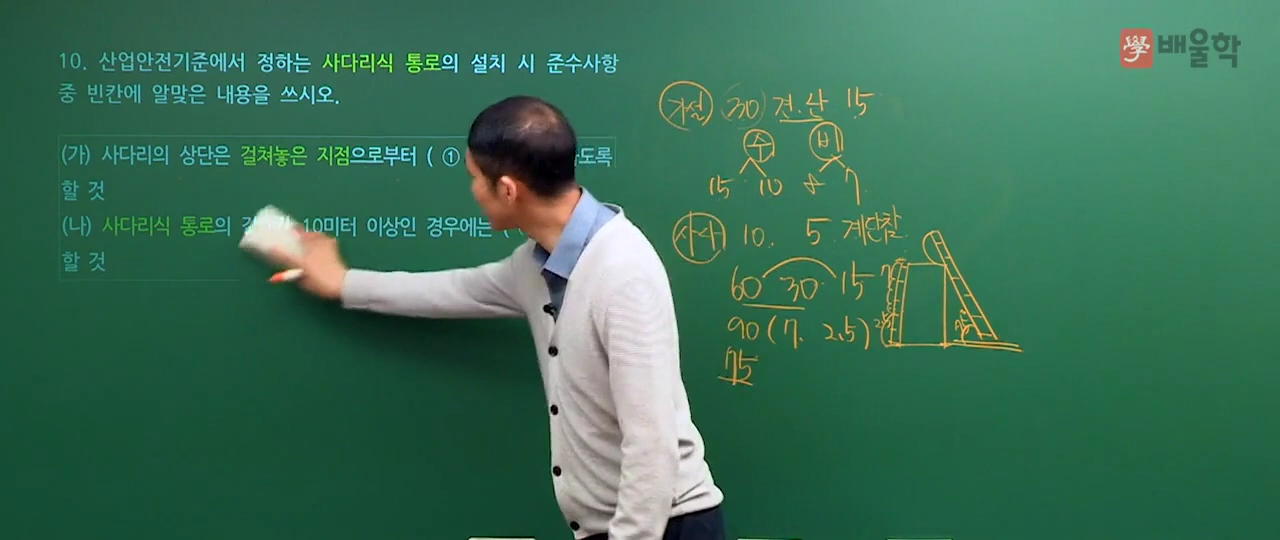 10. 산업안전기준에서 정하는 사다리식 통로의 설치 시 준수사항
중 빈칸에 알맞은 내용을 쓰시오.
(가) 사다리의 상단은 걸쳐놓은 지점으로부터 ( ①
도록
할 것
(나) 사다리식 통로의 10미터 이상인 경우에는 (
할 것
學 배울학
가설 (30) 견.산 15
수 비
15 10 8 7
사다 10. 5 계단참
60 30 15
90 (7. 2.5)
75